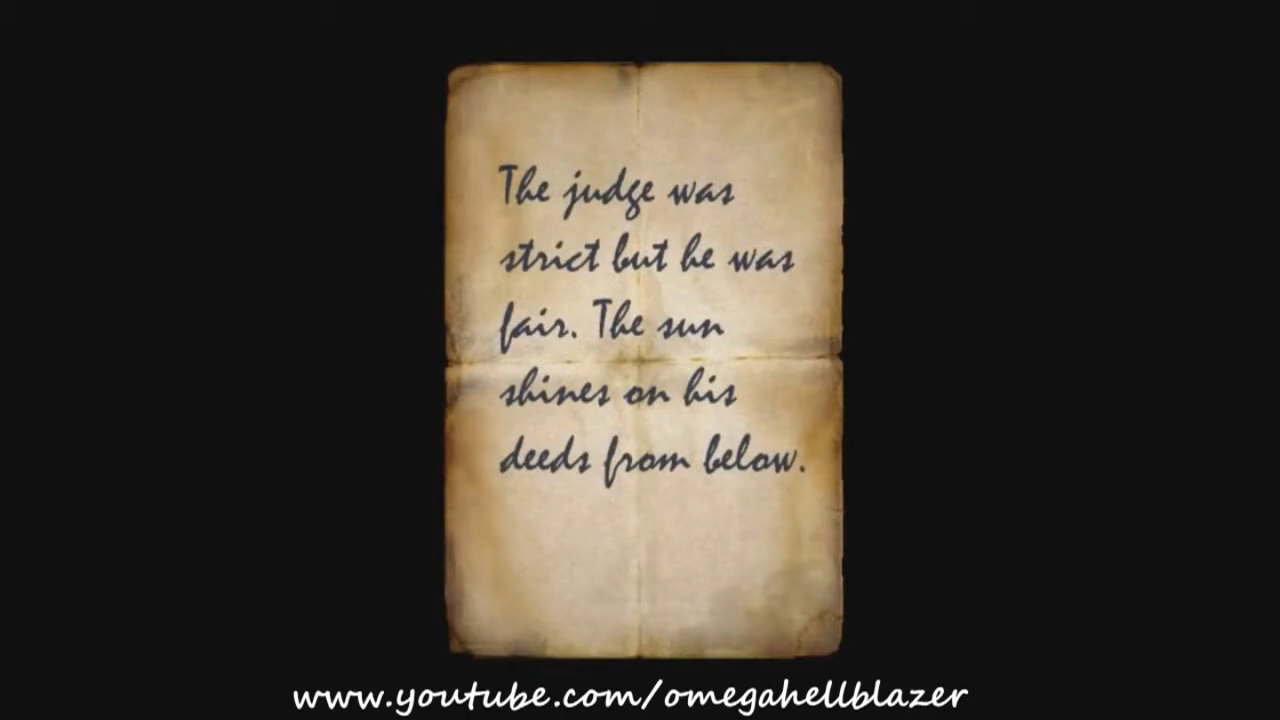 The judge was
strict but he was
fair. The sun
shines on his
deeds from below.
www.youtube.com/omegahellblazer